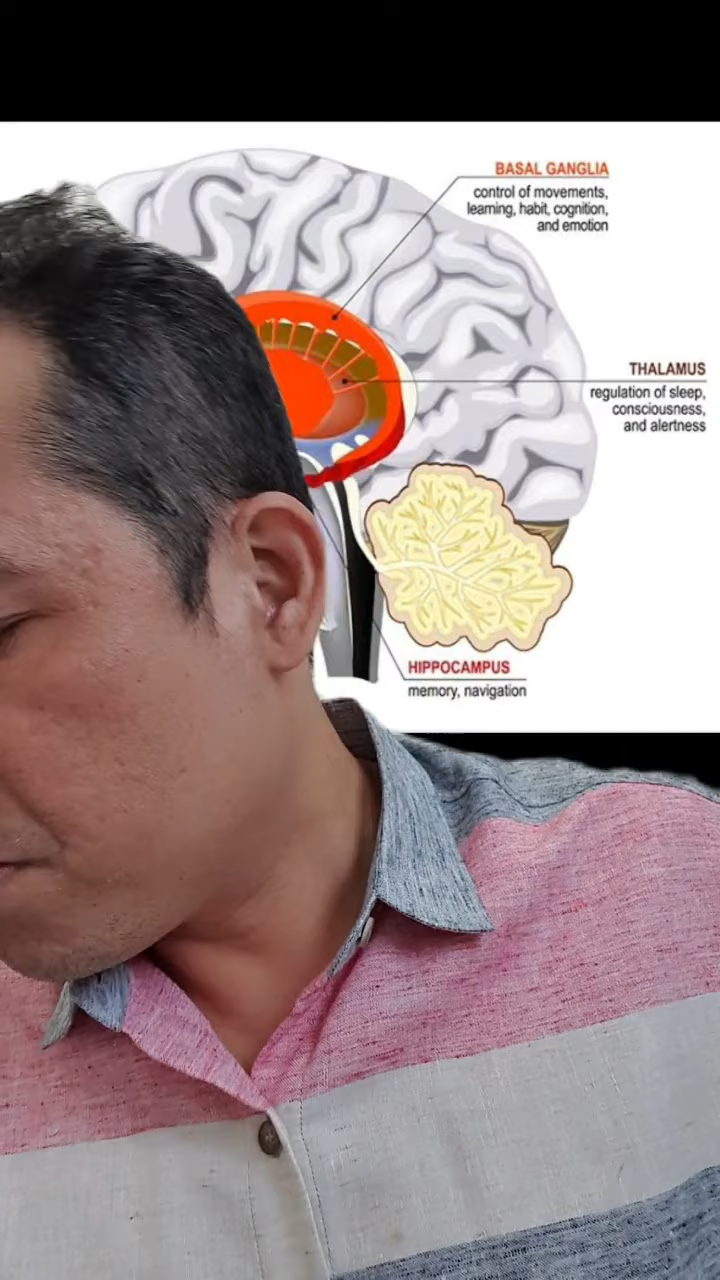 BASAL GANGLIA
control of movements,
learning, habit, cognition,
and emotion
THALAMUS
regulation of sleep,
consciousness,
and alertness
HIPPOCAMPUS
memory, navigation